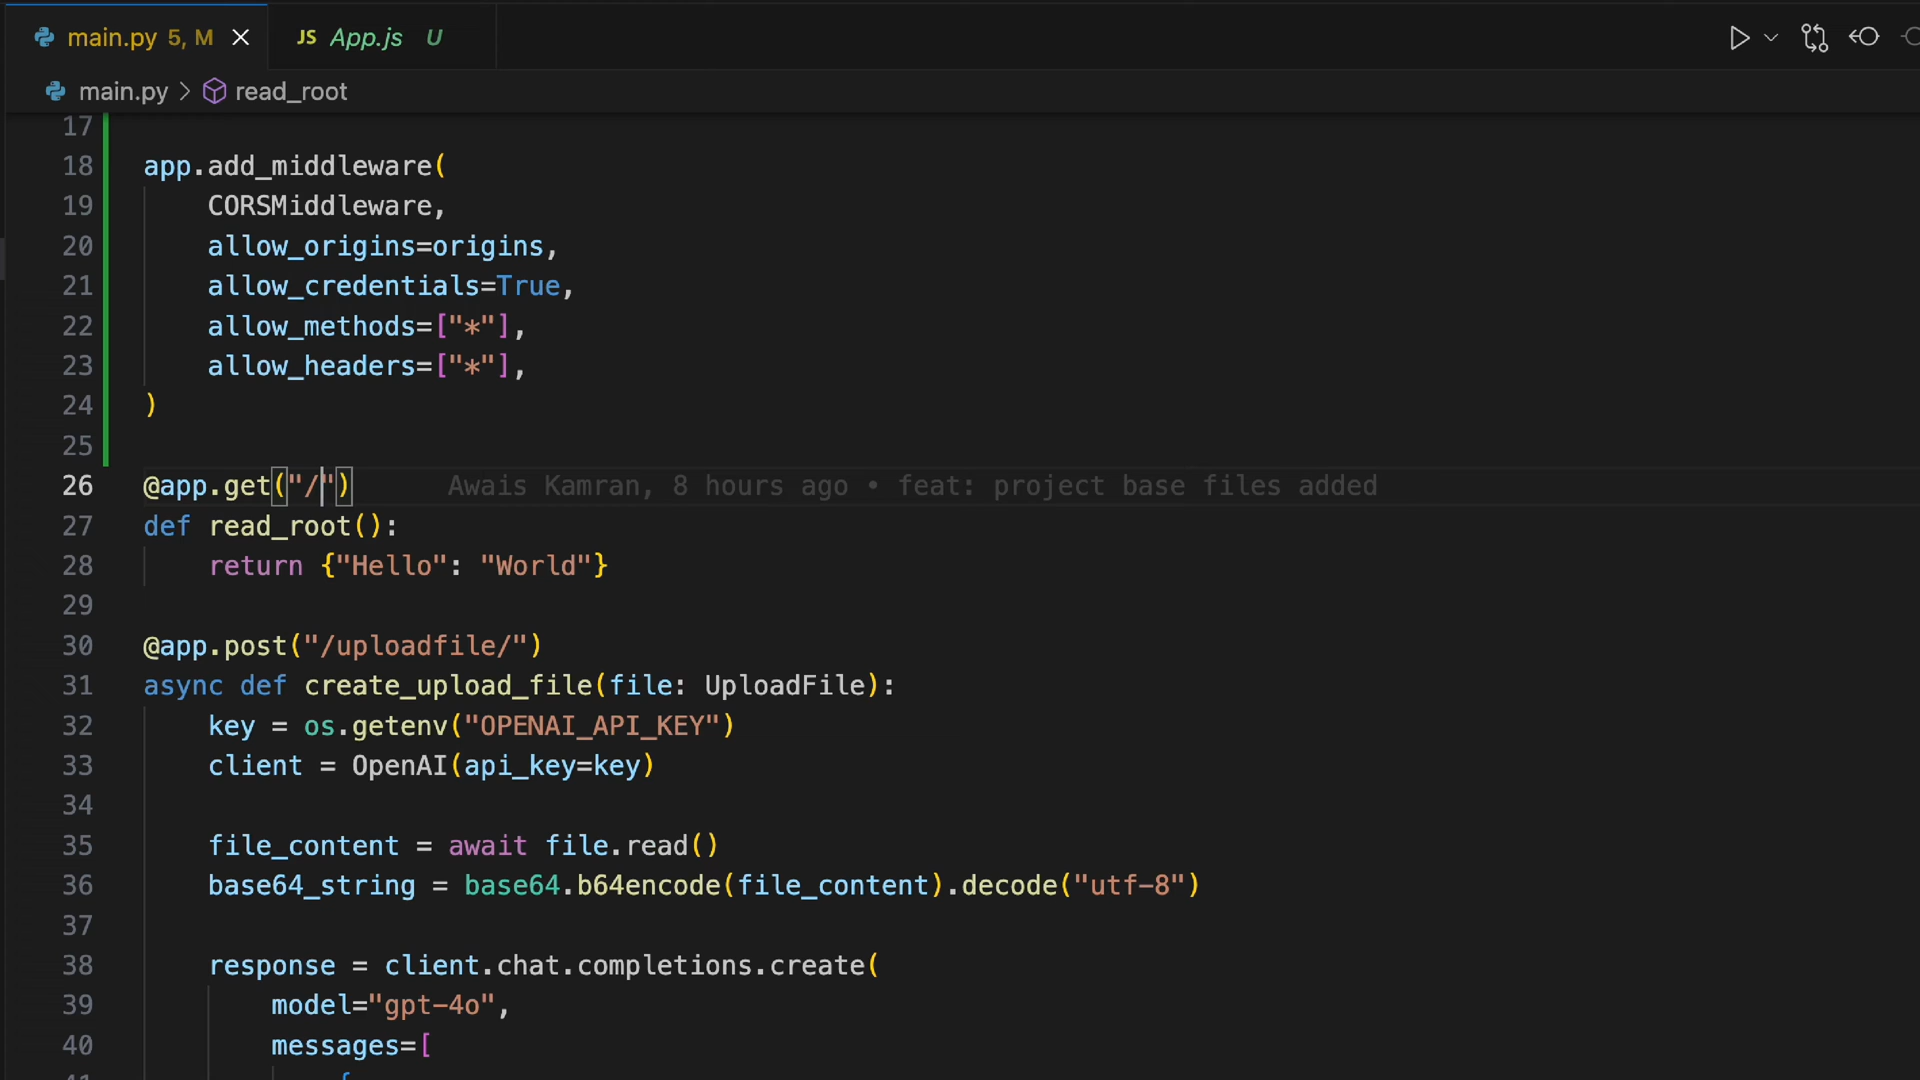 main.py 5, M
JS App.js U
main.py > read_root
17
18 app.add_middleware(
19 CORSMiddleware,
20 allow_origins=origins,
21 allow_credentials=True,
22 allow_methods=["*"],
23 allow_headers=["*"],
24 )
25
26 @app.get("/") Awais Kamran, 8 hours ago • feat: project base files added
27 def read_root():
28 return {"Hello": "World"}
29
30 @app.post("/uploadfile/")
31 async def create_upload_file(file: UploadFile):
32 key = os.getenv("OPENAI_API_KEY")
33 client = OpenAI(api_key=key)
34
35 file_content = await file.read()
36 base64_string = base64.b64encode(file_content).decode("utf-8")
37
38 response = client.chat.completions.create(
39 model="gpt-4o",
40 messages=[
41 {